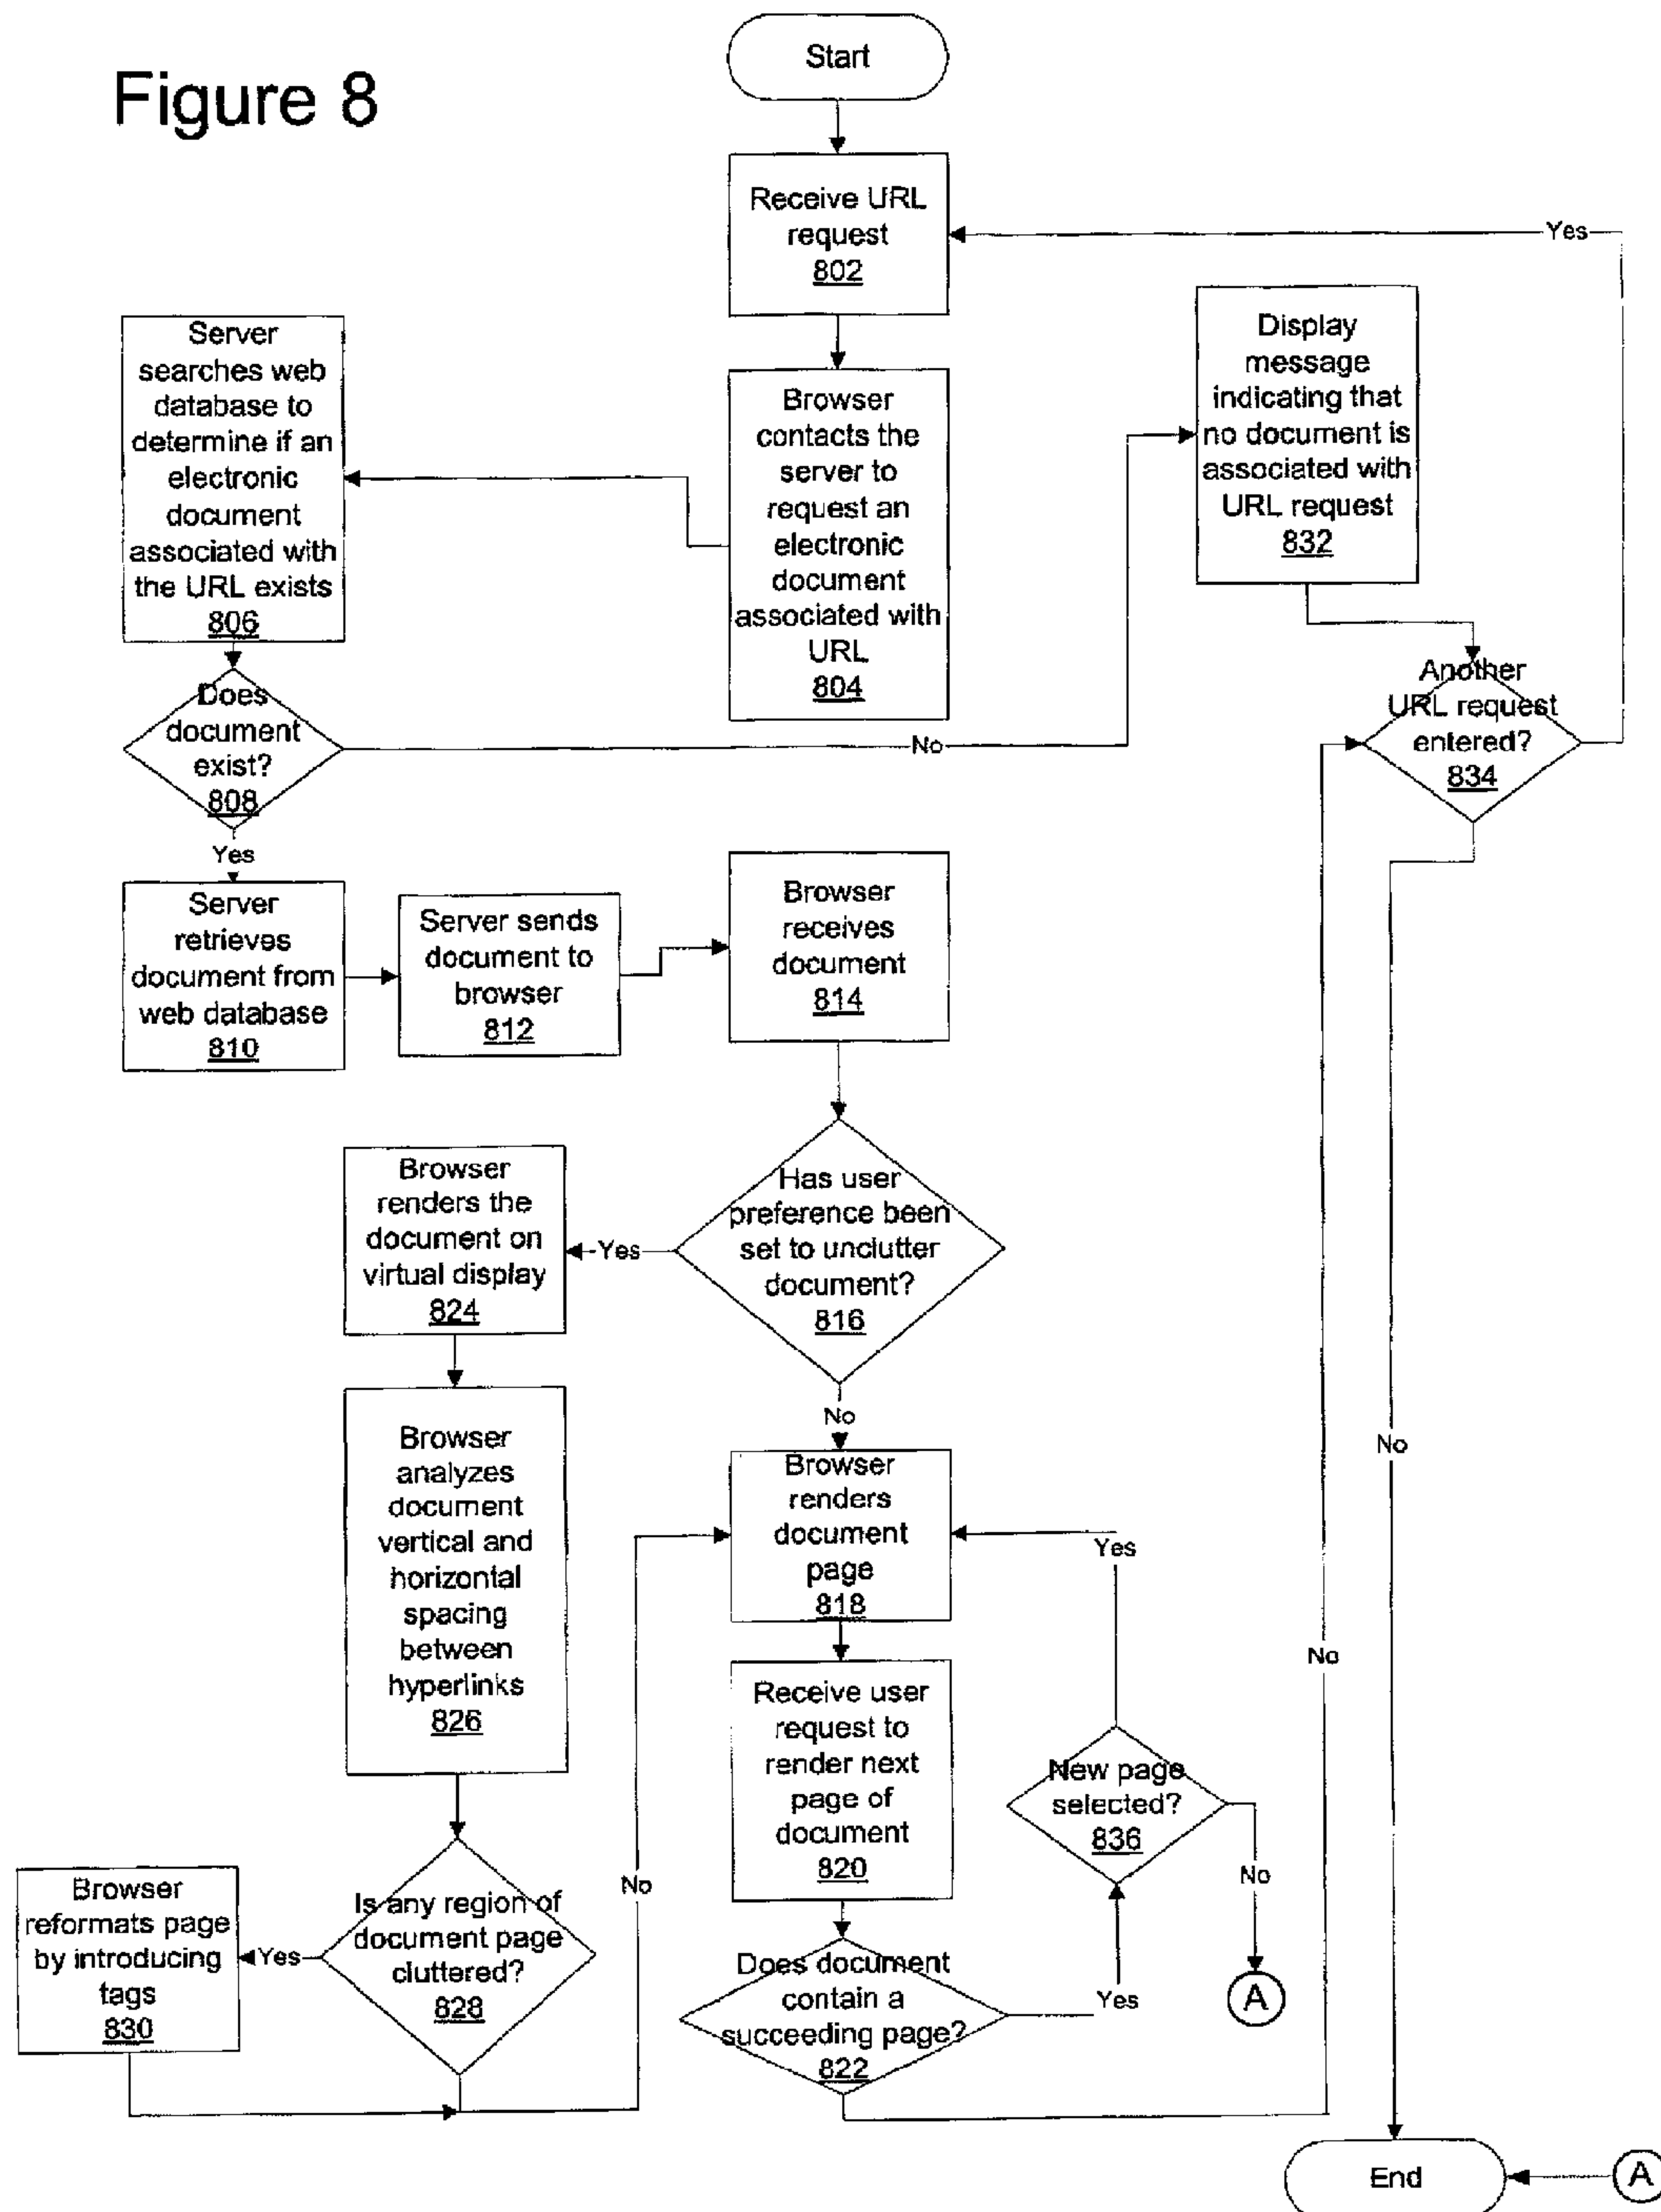 Figure 8
Start
Receive URL
request
802
Yes
Server
searches web
database to
determine if an
electronic
document
associated with
the URL exists
806
Browser
contacts the
server to
request an
electronic
document
associated with
URL
804
Display
message
indicating that
no document is
associated with
URL request
832
Does
document
exist?
808
No
Another
URL request
entered?
834
Yes
Server
retrieves
document from
web database
810
Server sends
document to
browser
812
Browser
receives
document
814
Browser
renders the
document on
virtual display
824
Yes
Has user
preference been
set to unclutter
document?
816
No
No
Browser
analyzes
document
vertical and
horizontal
spacing
between
hyperlinks
826
Browser
renders
document
page
818
Yes
No
Receive user
request to
render next
page of
document
820
New page
selected?
836
No
No
Browser
reformats page
by introducing
tags
830
Yes
Is any region of
document page
cluttered?
828
Does document
contain a
succeeding page?
822
Yes
A
End
A